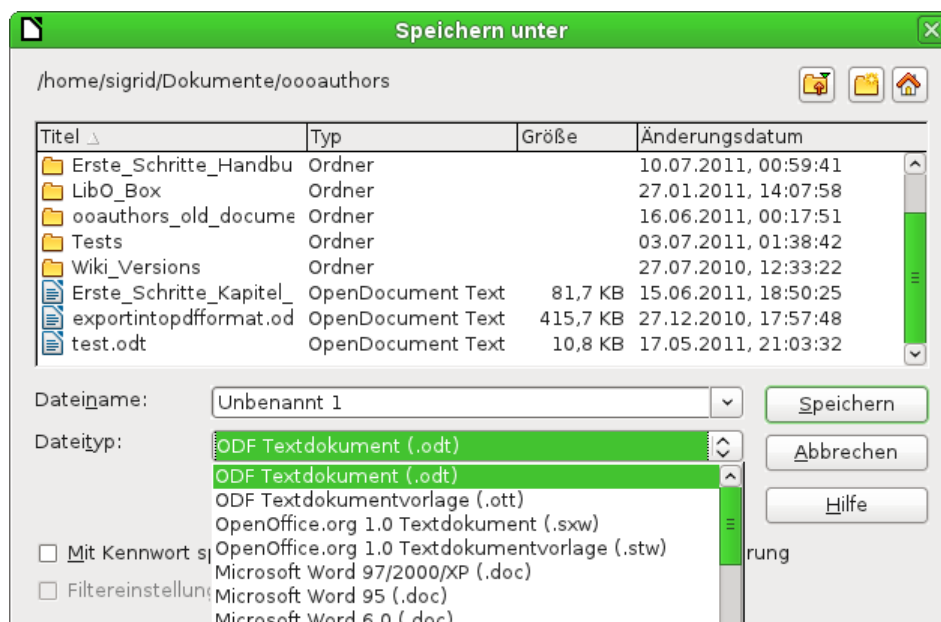 Speichern unter
/home/sigrid/Dokumente/oooauthors
Titel Typ Größe Änderungsdatum
Erste_Schritte_Handbu Ordner 10.07.2011, 00:59:41
LibO_Box Ordner 27.01.2011, 14:07:58
ooauthors_old_docume Ordner 16.06.2011, 00:17:51
Tests Ordner 03.07.2011, 01:38:42
Wiki_Versions Ordner 27.07.2010, 12:33:22
Erste_Schritte_Kapitel_ OpenDocument Text 81,7 KB 15.06.2011, 18:50:25
exportintopdfformat.od OpenDocument Text 415,7 KB 27.12.2010, 17:57:48
test.odt OpenDocument Text 10,8 KB 17.05.2011, 21:03:32
Dateiname: Unbenannt 1 Speichern
Dateityp: ODF Textdokument (.odt) Abbrechen
ODF Textdokument (.odt)
ODF Textdokumentvorlage (.ott) Hilfe
OpenOffice.org 1.0 Textdokument (.sxw)
Mit Kennwort sp OpenOffice.org 1.0 Textdokumentvorlage (.stw) rung
Microsoft Word 97/2000/XP (.doc)
Filtereinstellung Microsoft Word 95 (.doc)
Microsoft Word 6.0 (.doc)